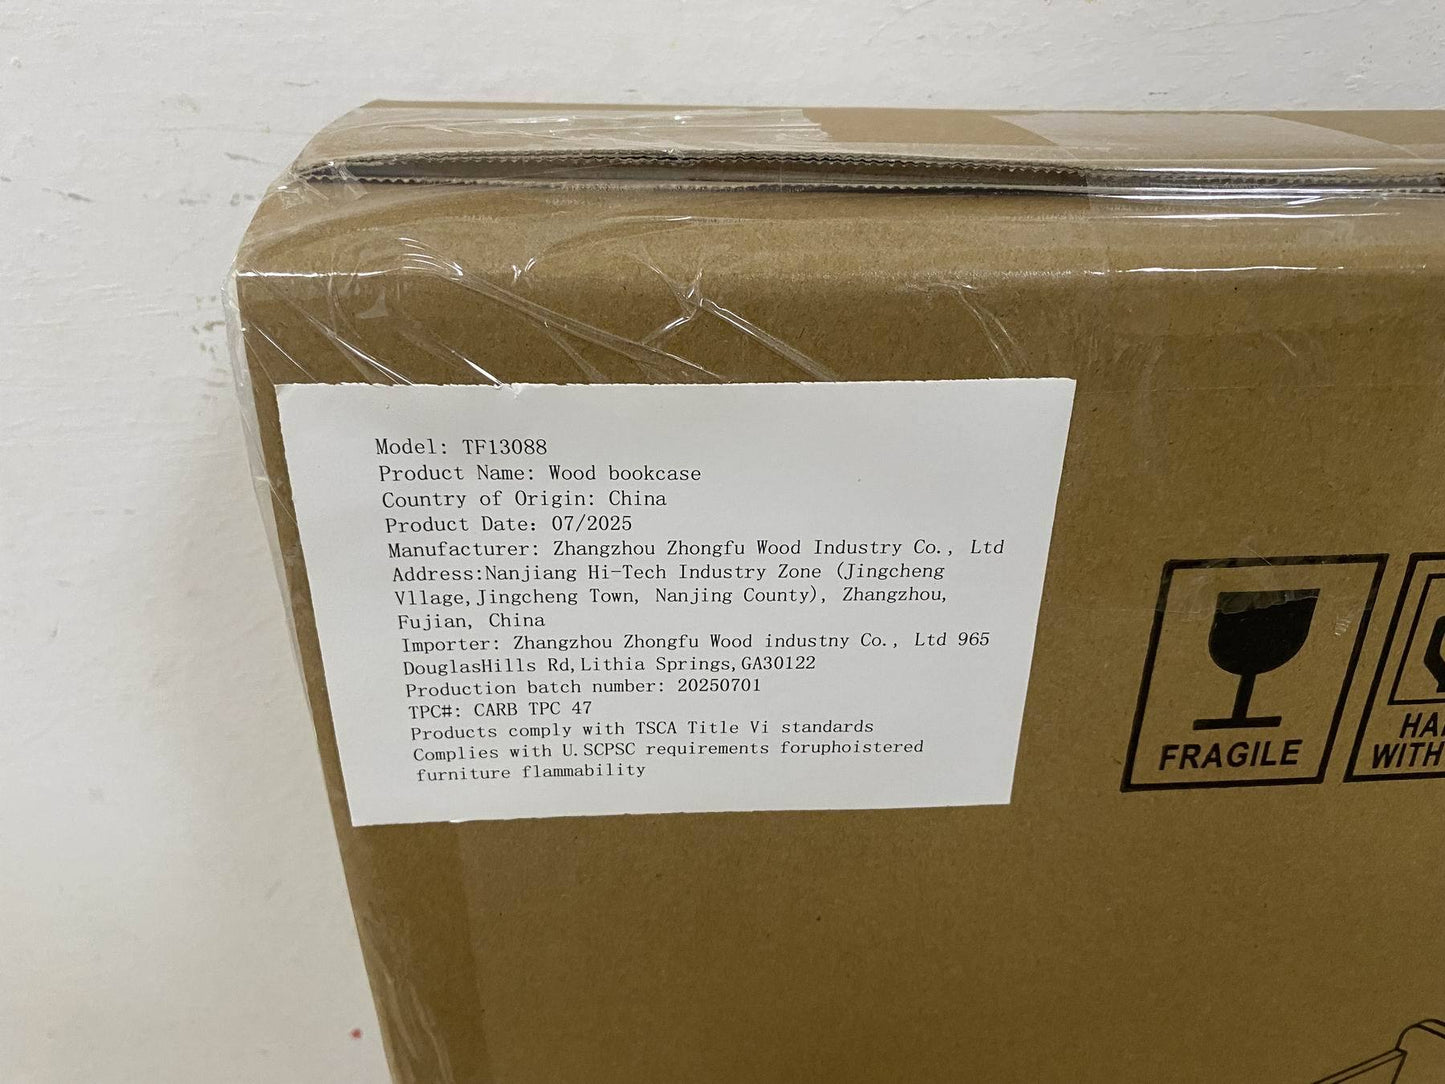 Model: TF13088
Product Name: Wood bookcase
Country of Origin: China
Product Date: 07/2025
Manufacturer: Zhangzhou Zhongfu Wood Industry Co., Ltd
Address:Nanjiang Hi-Tech Industry Zone (Jingcheng
Vllage,Jingcheng Town, Nanjing County), Zhangzhou,
Fujian, China
Importer: Zhangzhou Zhongfu Wood industny Co., Ltd 965
DouglasHills Rd,Lithia Springs,GA30122
Production batch number: 20250701
TPC#: CARB TPC 47
Products comply with TSCA Title Vi standards
Complies with U.SCPSC requirements foruphoistered
furniture flammability
FRAGILE
HA
WITH